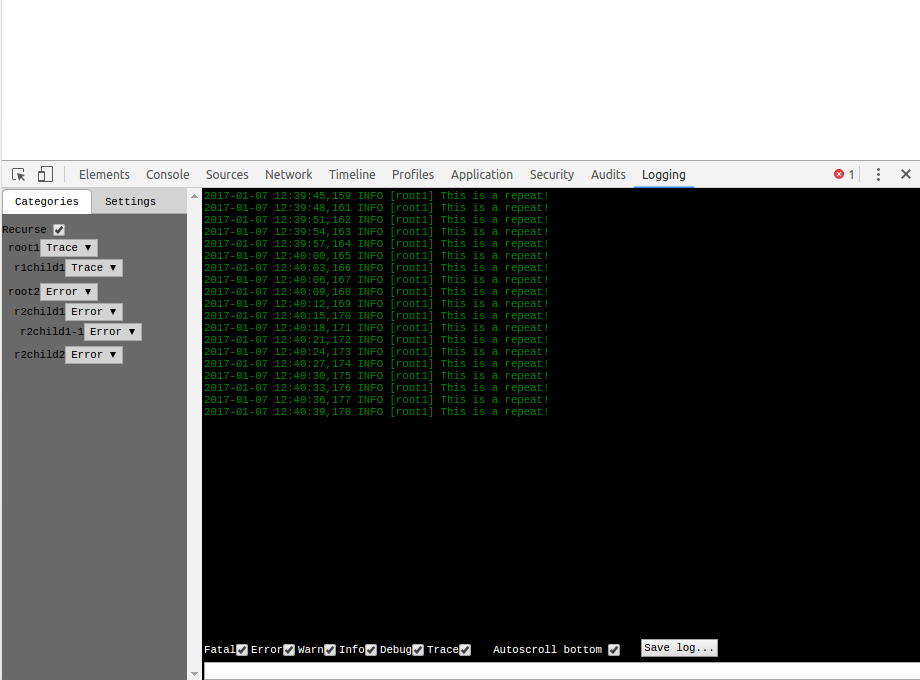 Elements Console Sources Network Timeline Profiles Application Security Audits Logging 1
Categories Settings
Recurse
root1 Trace
r1child1 Trace
root2 Error
r2child1 Error
r2child1-1 Error
r2child2 Error
2017-01-07 12:39:45,159 INFO [root1] This is a repeat!
2017-01-07 12:39:48,161 INFO [root1] This is a repeat!
2017-01-07 12:39:51,162 INFO [root1] This is a repeat!
2017-01-07 12:39:54,163 INFO [root1] This is a repeat!
2017-01-07 12:39:57,164 INFO [root1] This is a repeat!
2017-01-07 12:40:00,165 INFO [root1] This is a repeat!
2017-01-07 12:40:03,166 INFO [root1] This is a repeat!
2017-01-07 12:40:06,167 INFO [root1] This is a repeat!
2017-01-07 12:40:09,168 INFO [root1] This is a repeat!
2017-01-07 12:40:12,169 INFO [root1] This is a repeat!
2017-01-07 12:40:15,170 INFO [root1] This is a repeat!
2017-01-07 12:40:18,171 INFO [root1] This is a repeat!
2017-01-07 12:40:21,172 INFO [root1] This is a repeat!
2017-01-07 12:40:24,173 INFO [root1] This is a repeat!
2017-01-07 12:40:27,174 INFO [root1] This is a repeat!
2017-01-07 12:40:30,175 INFO [root1] This is a repeat!
2017-01-07 12:40:33,176 INFO [root1] This is a repeat!
2017-01-07 12:40:36,177 INFO [root1] This is a repeat!
2017-01-07 12:40:39,178 INFO [root1] This is a repeat!
Fatal Error Warn Info Debug Trace Autoscroll bottom Save log...